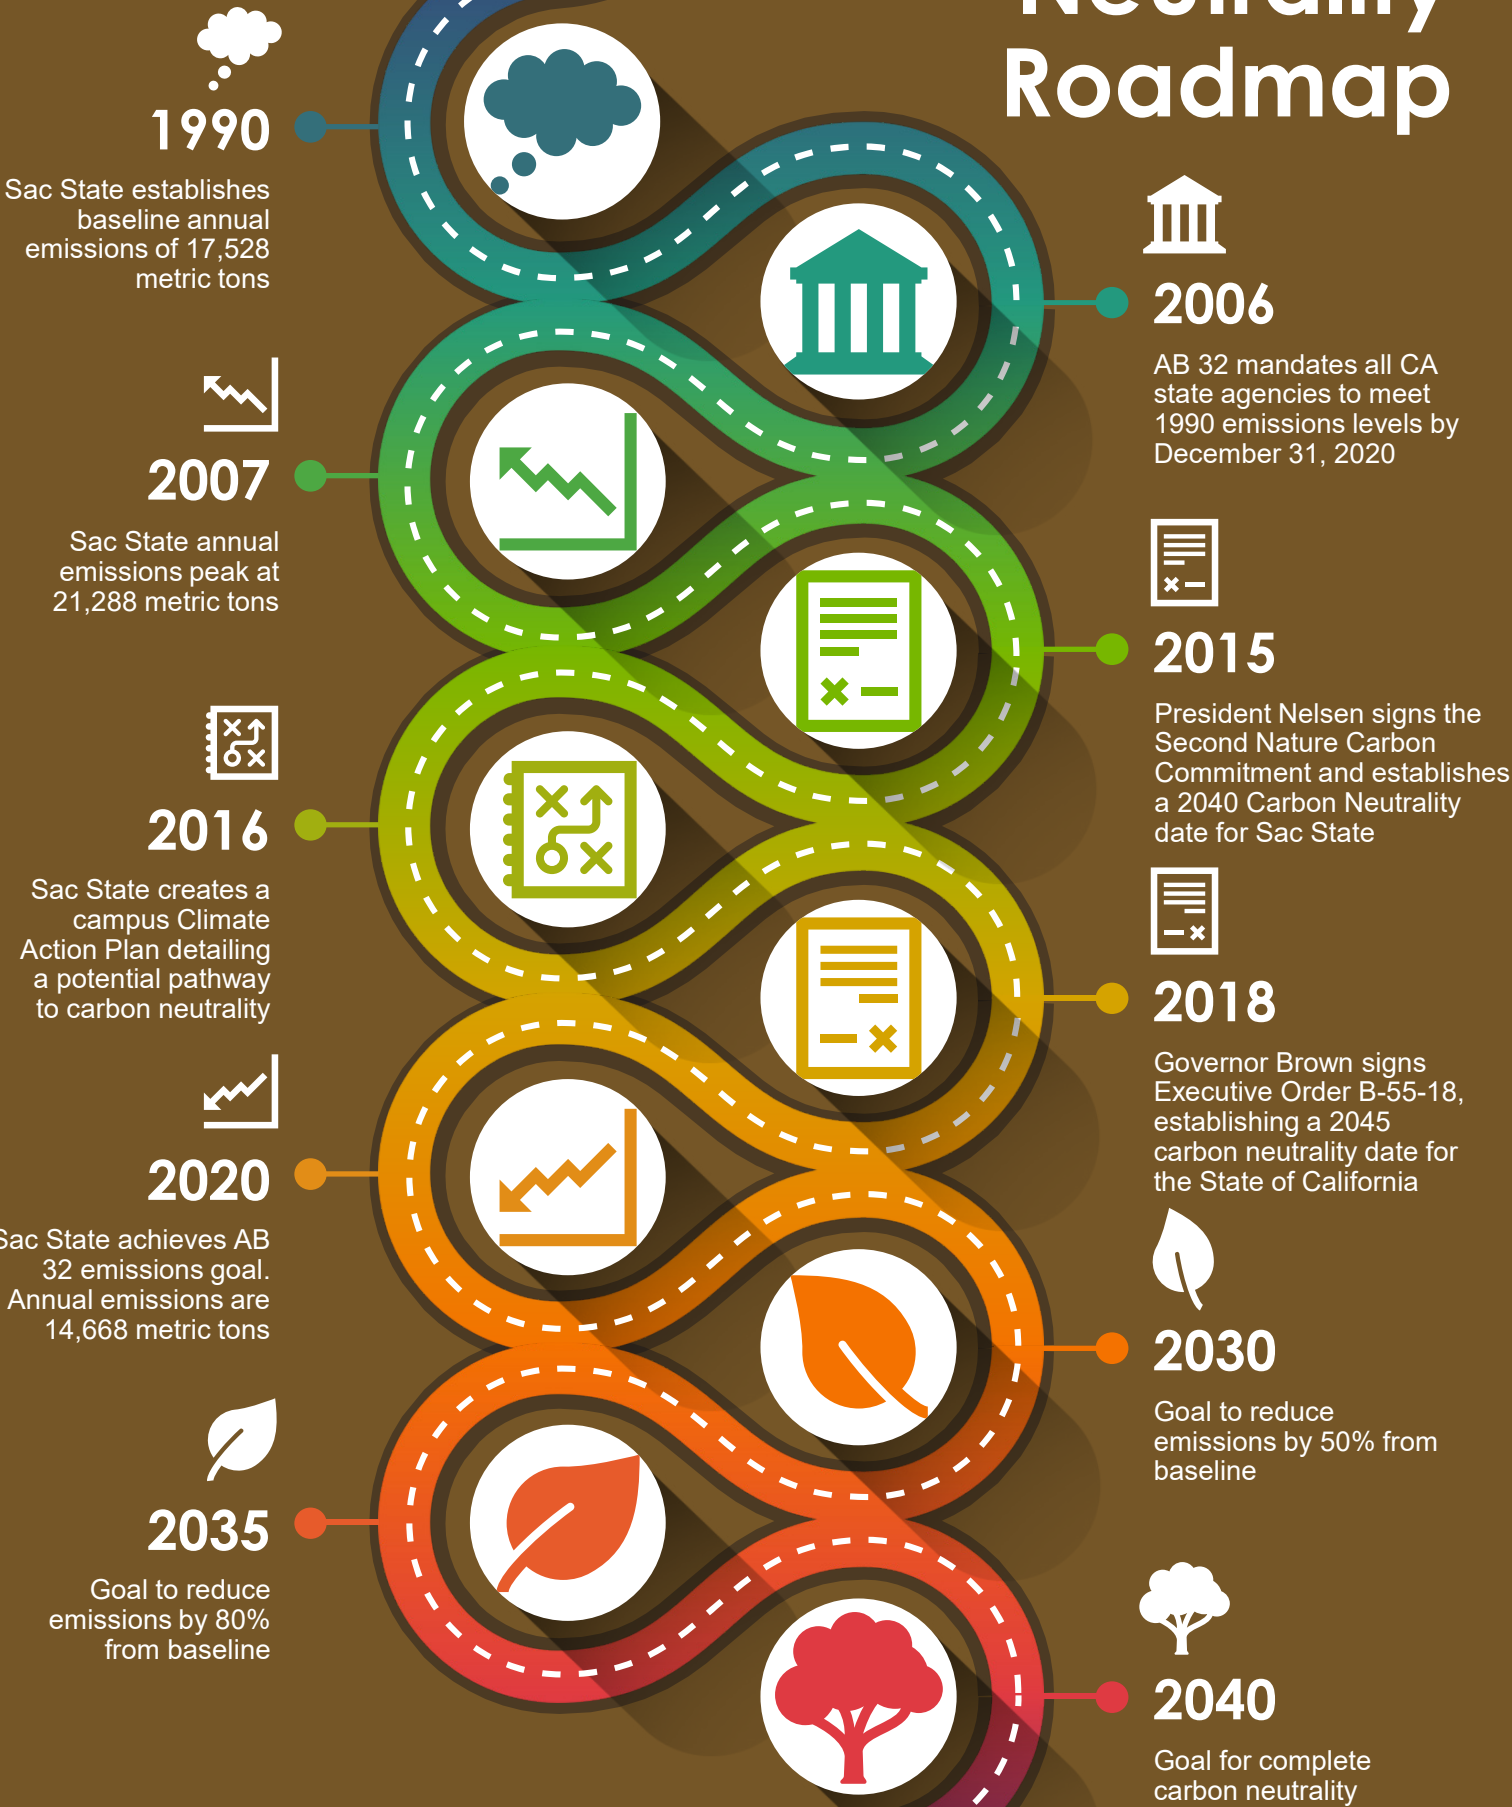 Neutrality
Roadmap
1990
Sac State establishes
baseline annual
emissions of 17,528
metric tons
2006
AB 32 mandates all CA
state agencies to meet
1990 emissions levels by
December 31, 2020
2007
Sac State annual
emissions peak at
21,288 metric tons
2015
President Nelsen signs the
Second Nature Carbon
Commitment and establishes
a 2040 Carbon Neutrality
date for Sac State
2016
Sac State creates a
campus Climate
Action Plan detailing
a potential pathway
to carbon neutrality
2018
Governor Brown signs
Executive Order B-55-18,
establishing a 2045
carbon neutrality date for
the State of California
2020
Sac State achieves AB
32 emissions goal.
Annual emissions are
14,668 metric tons
2030
Goal to reduce
emissions by 50% from
baseline
2035
Goal to reduce
emissions by 80%
from baseline
2040
Goal for complete
carbon neutrality